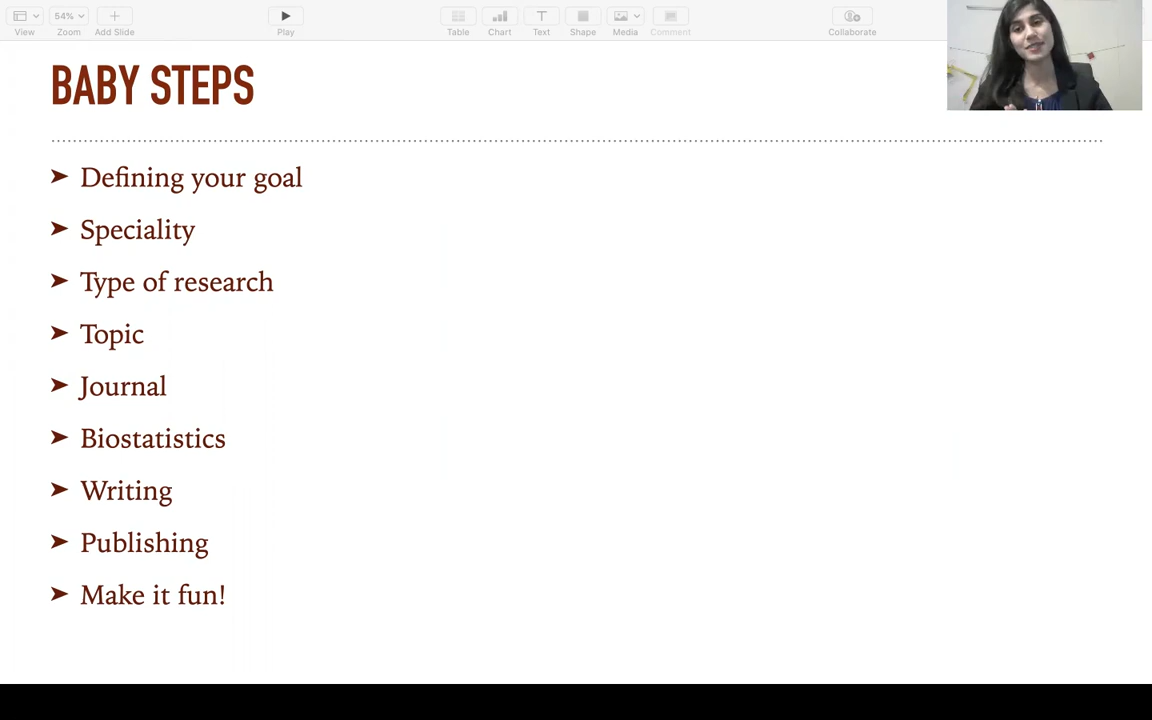 View
54%
Zoom
Add Slide
Play
Table
Chart
Text
Shape
Media
Comment
Collaborate
BABY STEPS
➤ Defining your goal
➤ Speciality
➤ Type of research
➤ Topic
➤ Journal
➤ Biostatistics
➤ Writing
➤ Publishing
➤ Make it fun!